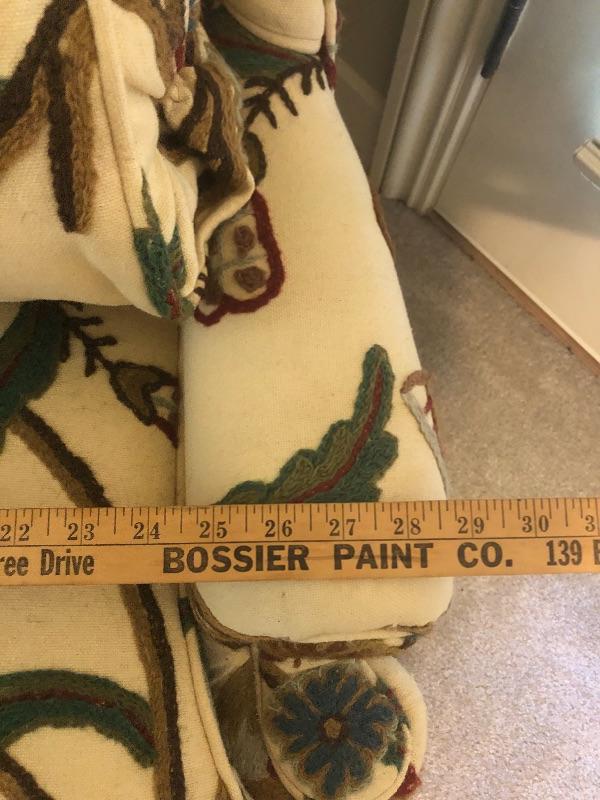 22 23 24 25 26 27 28 29 30 3
ree Drive BOSSIER PAINT CO. 139